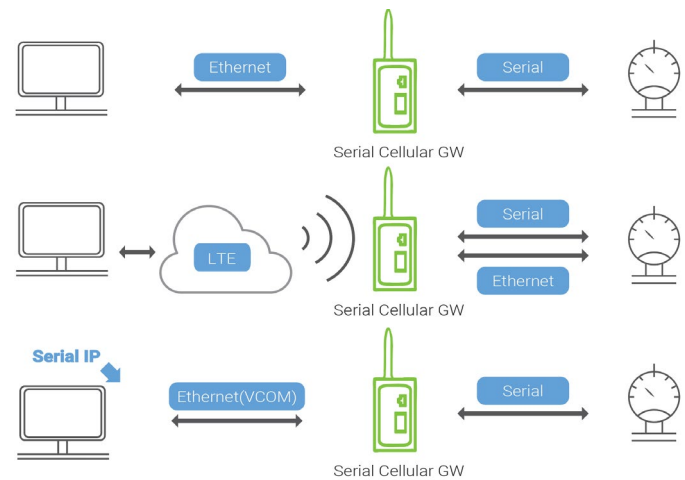 Ethernet
Serial
Serial Cellular GW
LTE
Serial
Ethernet
Serial Cellular GW
Serial IP
Ethernet(VCOM)
Serial
Serial Cellular GW